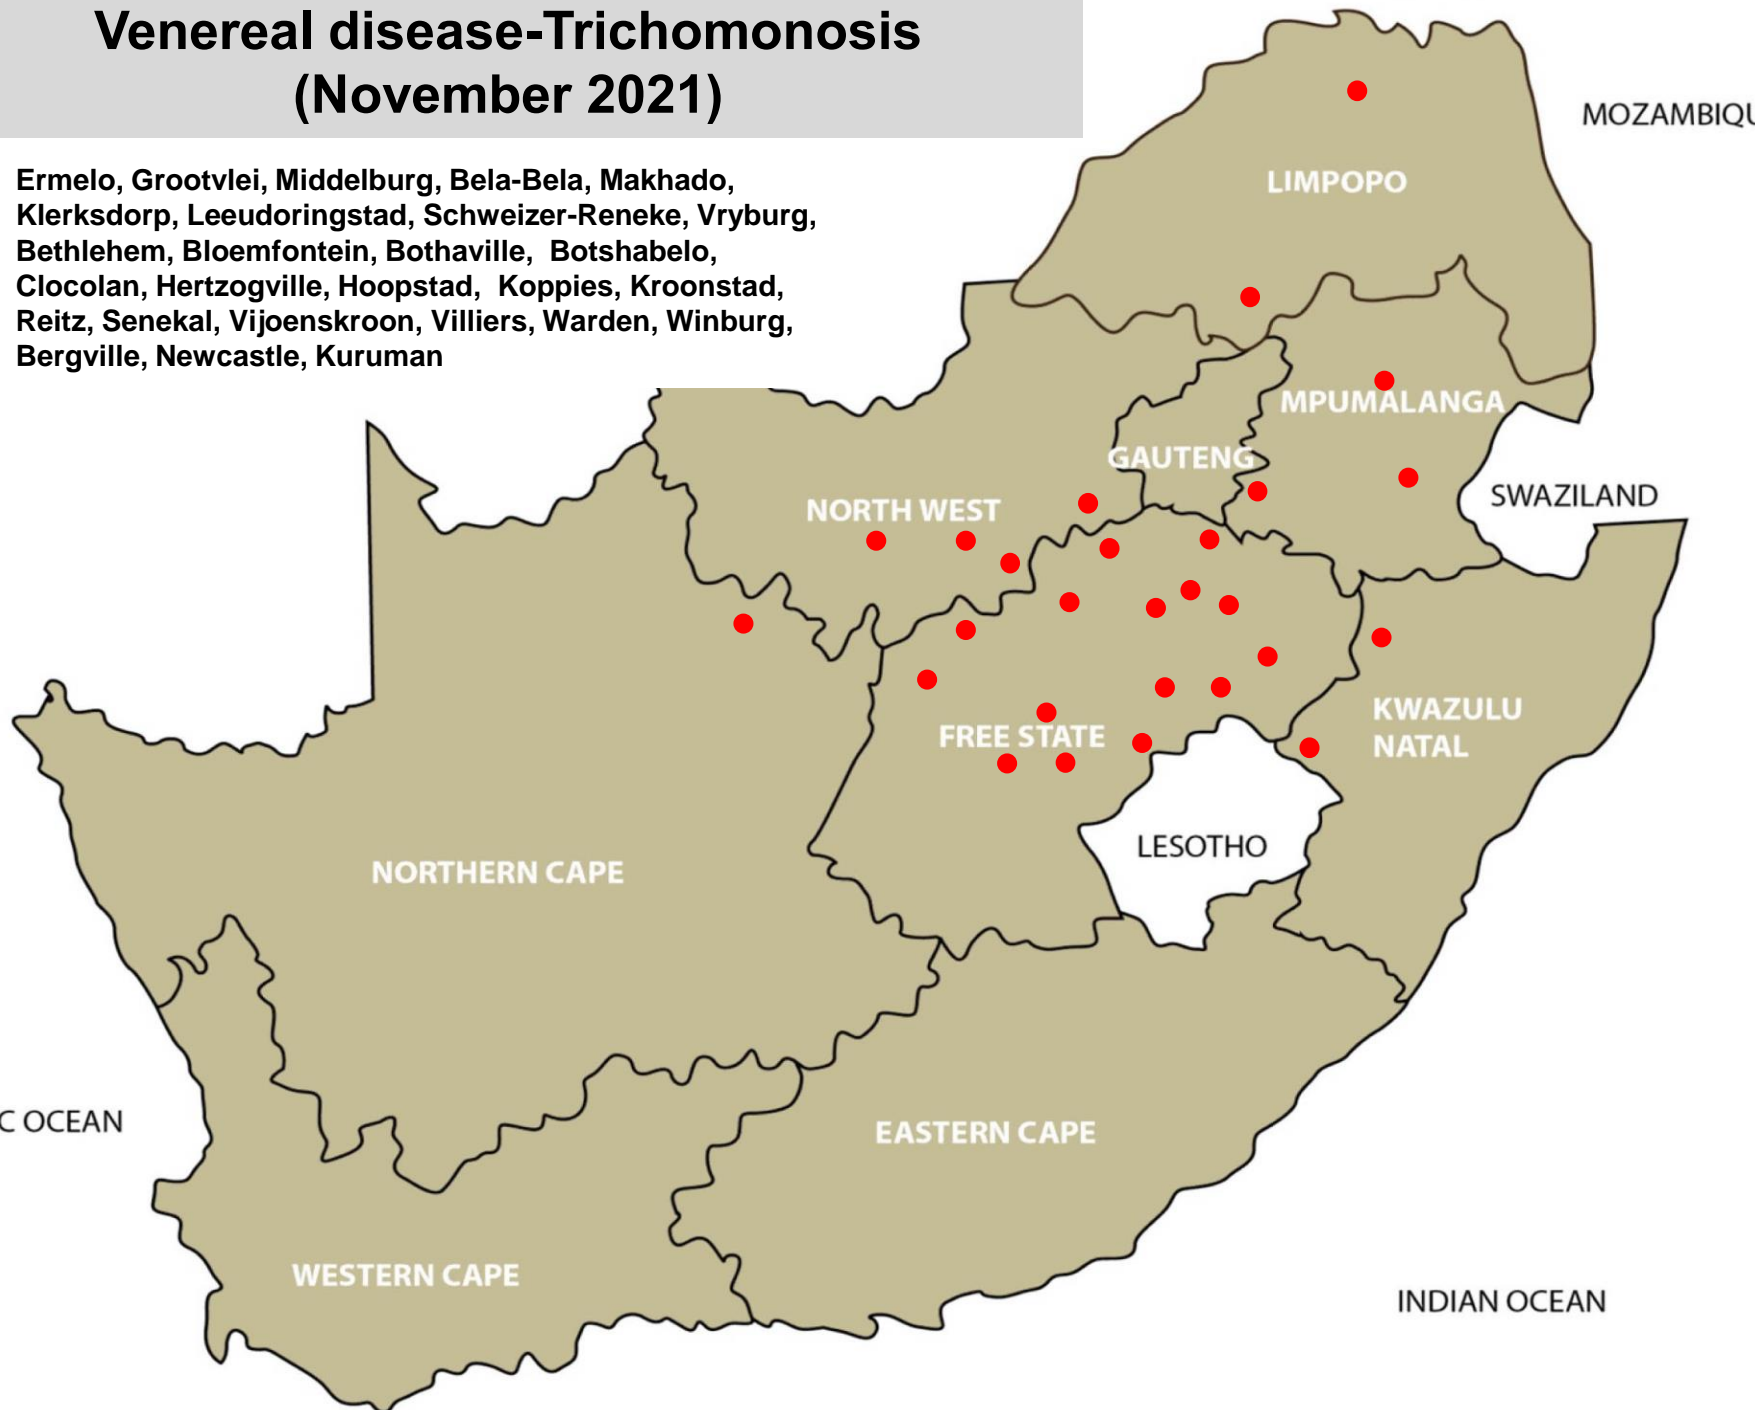 Venereal disease-Trichomonosis
(November 2021)
Ermelo, Grootvlei, Middelburg, Bela-Bela, Makhado,
Klerksdorp, Leeudoringstad, Schweizer-Reneke, Vryburg,
Bethlehem, Bloemfontein, Bothaville, Botshabelo,
Clocolan, Hertzogville, Hoopstad, Koppies, Kroonstad,
Reitz, Senekal, Vijoenskroon, Villiers, Warden, Winburg,
Bergville, Newcastle, Kuruman
MOZAMBIQU
LIMPOPO
MPUMALANGA
GAUTENG
SWAZILAND
NORTH WEST
KWAZULU
NATAL
FREE STATE
LESOTHO
NORTHERN CAPE
C OCEAN
EASTERN CAPE
WESTERN CAPE
INDIAN OCEAN